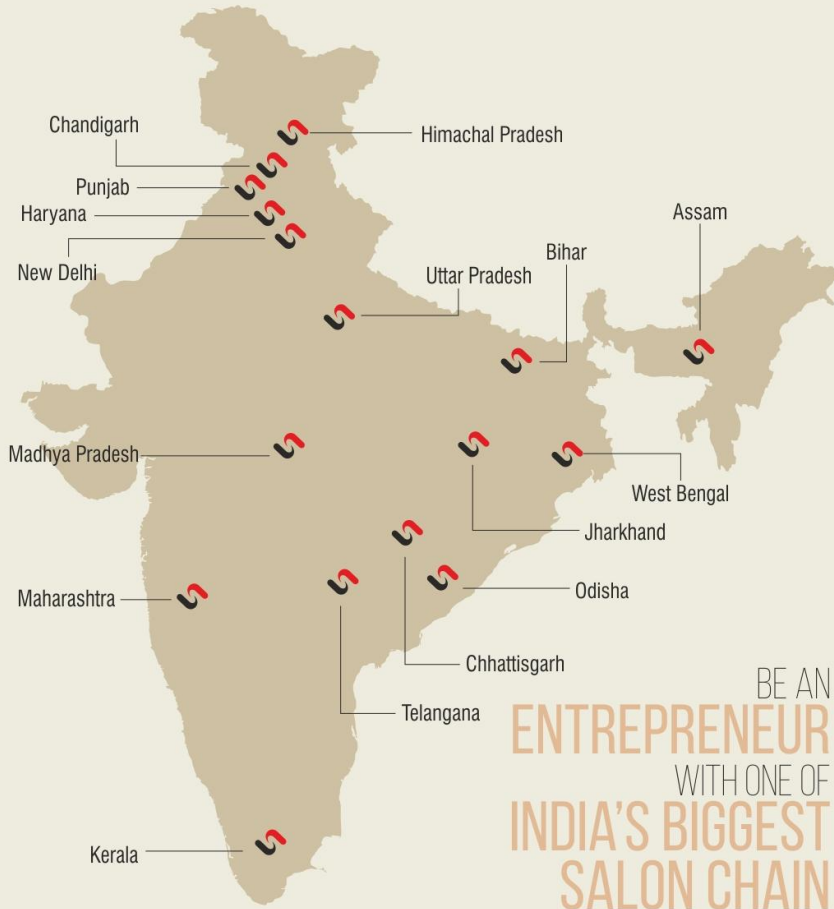 Chandigarh
Himachal Pradesh
Punjab
Haryana
New Delhi
Assam
Bihar
Uttar Pradesh
Madhya Pradesh
West Bengal
Jharkhand
Maharashtra
Odisha
Chhattisgarh
Telangana
Kerala
BE AN
ENTREPRENEUR
WITH ONE OF
INDIA'S BIGGEST
SALON CHAIN